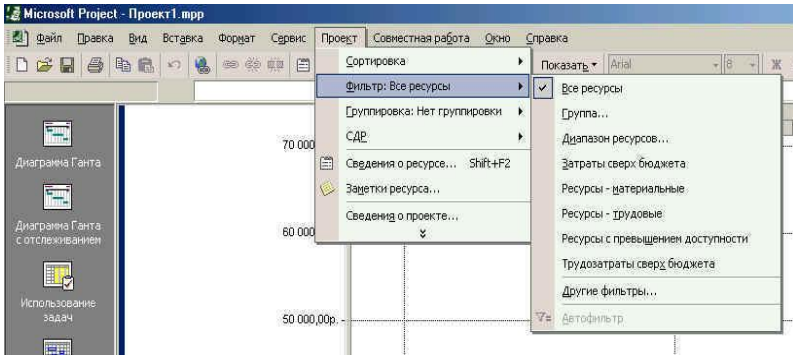 Microsoft Project - Проект1.mpp
Файл Правка Вид Вставка Формат Сервис Проект Совместная работа Окно Справка
Показать Arial 8 Ж
Сортировка
Фильтр: Все ресурсы
Группировка: Нет группировки
СДР
Сведения о ресурсе... Shift+F2
Заметки ресурса...
Сведения о проекте...
Все ресурсы
Группа...
Диапазон ресурсов...
Затраты сверх бюджета
Ресурсы - материальные
Ресурсы - трудовые
Ресурсы с превышением доступности
Трудозатраты сверх бюджета
Другие фильтры...
Автофильтр
Диаграмма Ганта
Диаграмма Ганта
с отслеживанием
Использование
задач
70 000
60 000
50 000,00р.